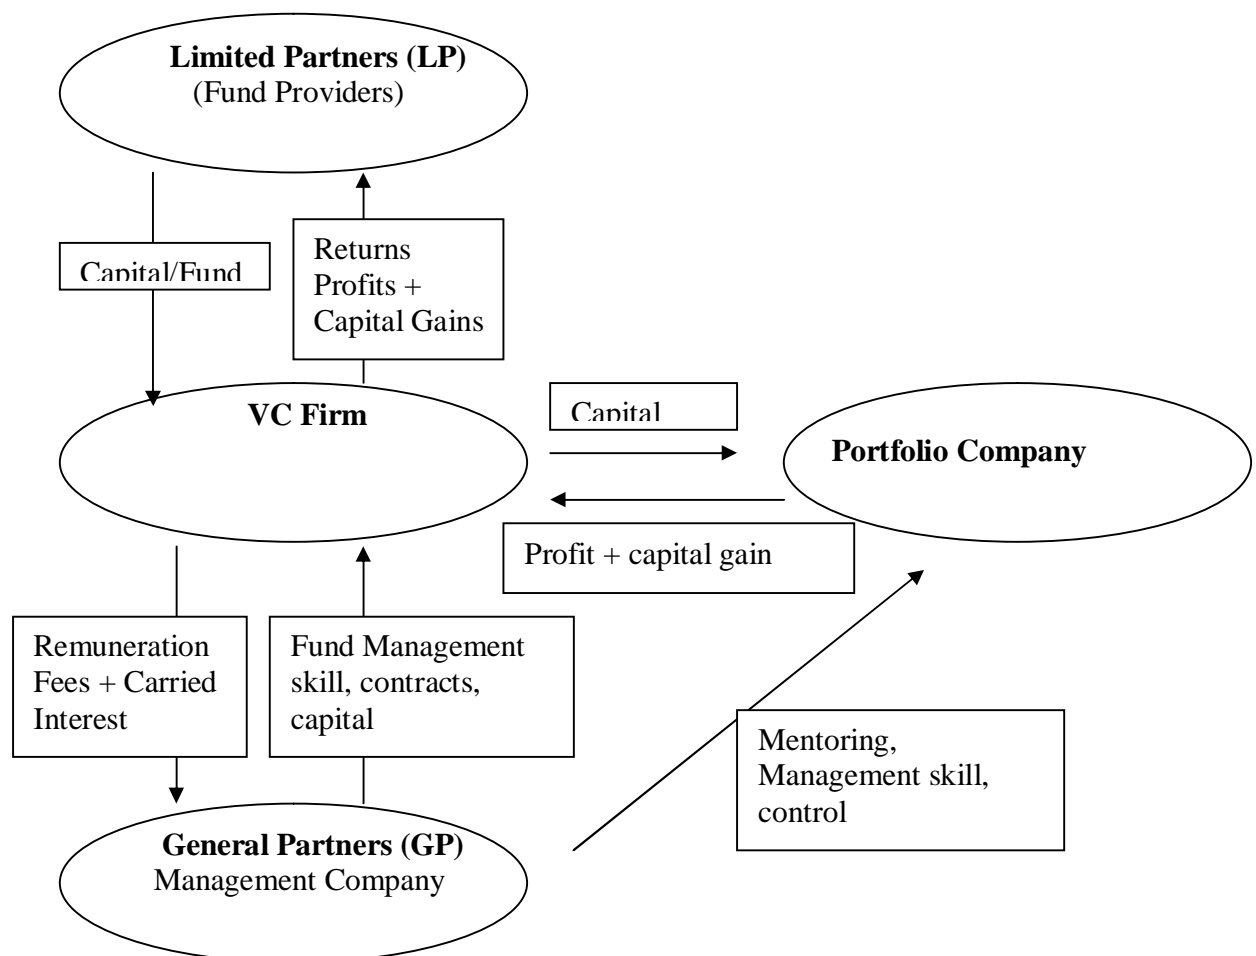 Limited Partners (LP)
(Fund Providers)
Capital/Fund
Returns
Profits +
Capital Gains
VC Firm
Capital
Portfolio Company
Profit + capital gain
Remuneration
Fees + Carried
Interest
Fund Management
skill, contracts,
capital
Mentoring,
Management skill,
control
General Partners (GP)
Management Company